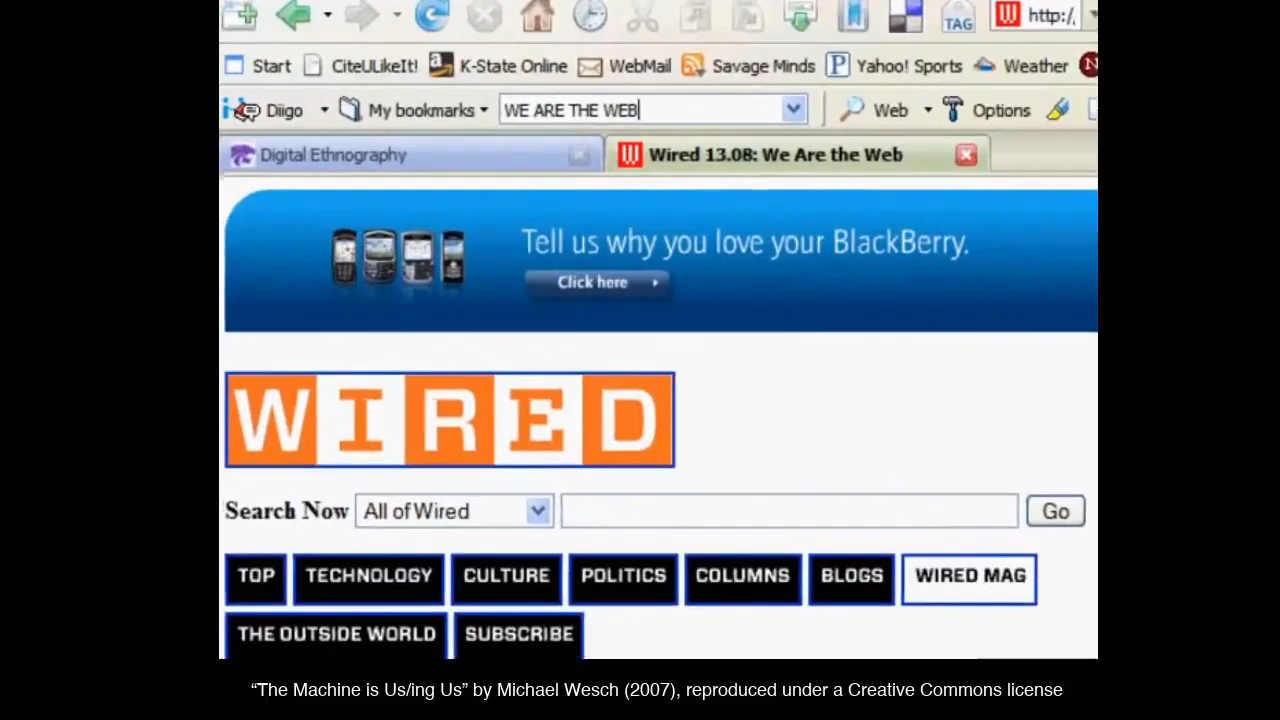 TAG
http:/,
Start CiteULikeIt! K-State Online WebMail Savage Minds Yahoo! Sports Weather N
Diigo My bookmarks WE ARE THE WEB Web Options
Digital Ethnography Wired 13.08: We Are the Web
Tell us why you love your BlackBerry.
Click here
WIRED
Search Now All of Wired Go
TOP TECHNOLOGY CULTURE POLITICS COLUMNS BLOGS WIRED MAG
THE OUTSIDE WORLD SUBSCRIBE
“The Machine is Us/ing Us” by Michael Wesch (2007), reproduced under a Creative Commons license